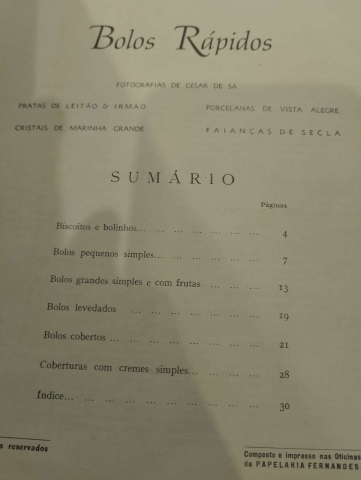 Bolos Rápidos
FOTOGRAFIAS DE CESAR DE SÁ
PRATAS DE LEITÃO & IRMÃO
PORCELANAS DE VISTA ALEGRE
CRISTAIS DE MARINHA GRANDE
FAIANÇAS DE SECLA
SUMÁRIO
Páginas
Biscoitos e bolinhos... ... ... ... ... ... ... 4
Bolos pequenos simples... ... ... ... ... ... 7
Bolos grandes simples e com frutas ... ... ... 13
Bolos levedados ... ... ... ... ... ... ... 19
Bolos cobertos ... ... ... ... ... ... ... ... 21
Coberturas com cremes simples... ... ... ... 28
Índice... ... ... ... ... ... ... ... ... ... 30
s reservados
Composto e impresso nas Oficinas
da PAPELARIA FERNANDES